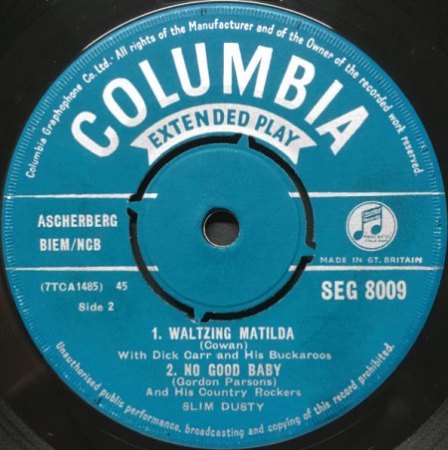 Columbia Graphophone Co. Ltd.- All rights of the Manufacturer and of the Owner of the recorded work reserved.
COLUMBIA
EXTENDED PLAY
ASCHERBERG
BIEM/NCB
MADE IN GT. BRITAIN
(7TCA1485) 45
SEG 8009
Side 2
1. WALTZING MATILDA
(Cowan)
With Dick Carr and His Buckaroos
2. NO GOOD BABY
(Gordon Parsons)
And His Country Rockers
SLIM DUSTY
Unauthorised public performance, broadcasting and copying of this record prohibited.